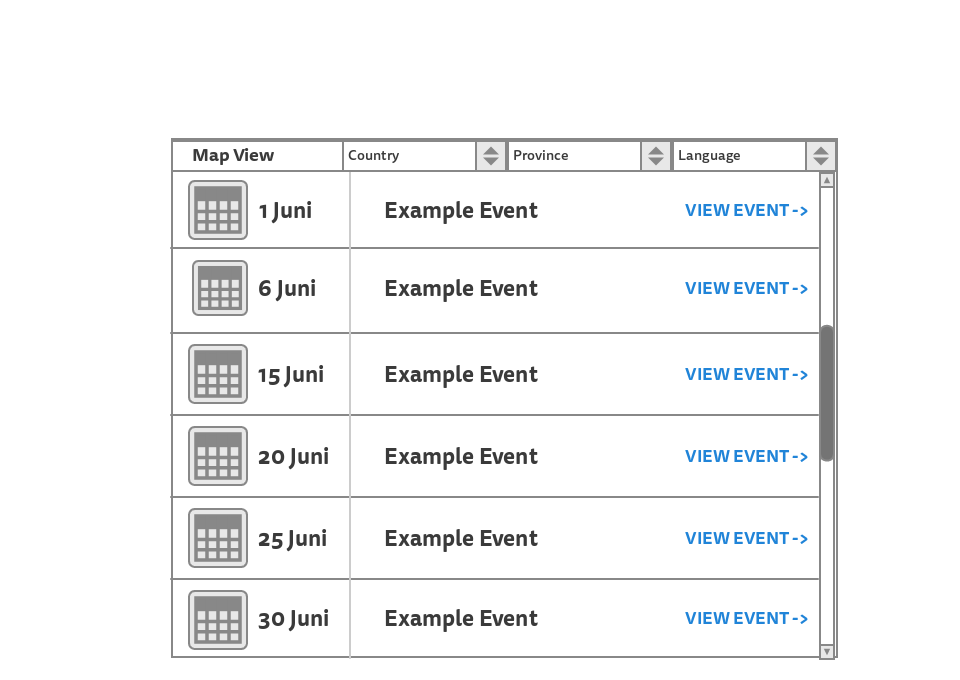 Map View Country Province Language
1 Juni Example Event VIEW EVENT ->
6 Juni Example Event VIEW EVENT ->
15 Juni Example Event VIEW EVENT ->
20 Juni Example Event VIEW EVENT ->
25 Juni Example Event VIEW EVENT ->
30 Juni Example Event VIEW EVENT ->